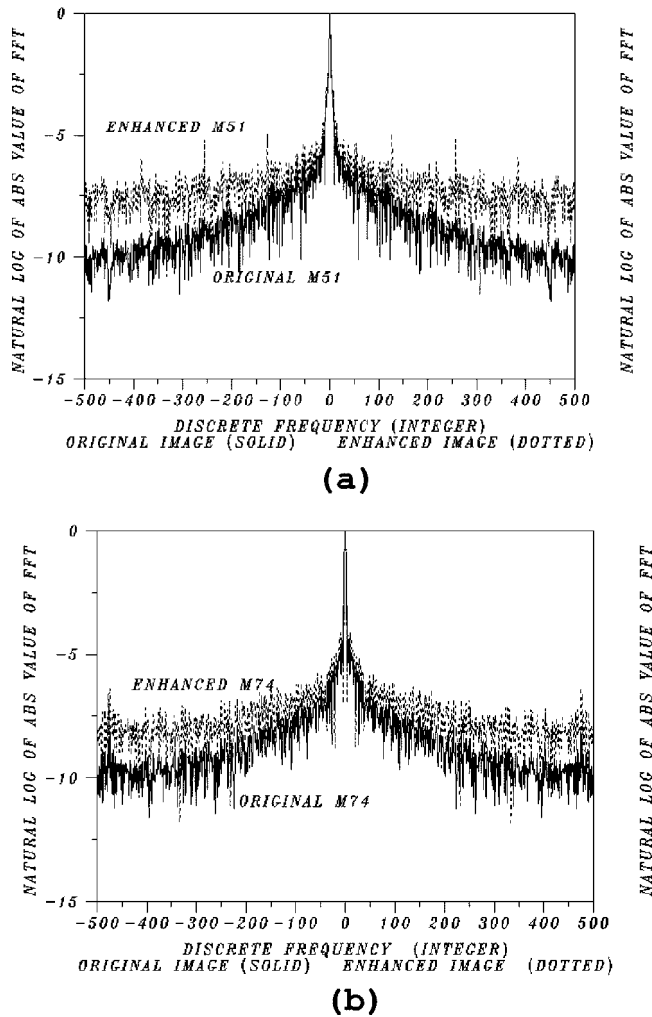 NATURAL LOG OF ABS VALUE OF FFT
0
-5
-10
-15
ENHANCED M51
ORIGINAL M51
-500 -400 -300 -200 -100 0 100 200 300 400 500
DISCRETE FREQUENCY (INTEGER)
ORIGINAL IMAGE (SOLID) ENHANCED IMAGE (DOTTED)
NATURAL LOG OF ABS VALUE OF FFT
(a)
NATURAL LOG OF ABS VALUE OF FFT
0
-5
-10
-15
ENHANCED M74
ORIGINAL M74
-500 -400 -300 -200 -100 0 100 200 300 400 500
DISCRETE FREQUENCY (INTEGER)
ORIGINAL IMAGE (SOLID) ENHANCED IMAGE (DOTTED)
NATURAL LOG OF ABS VALUE OF FFT
(b)